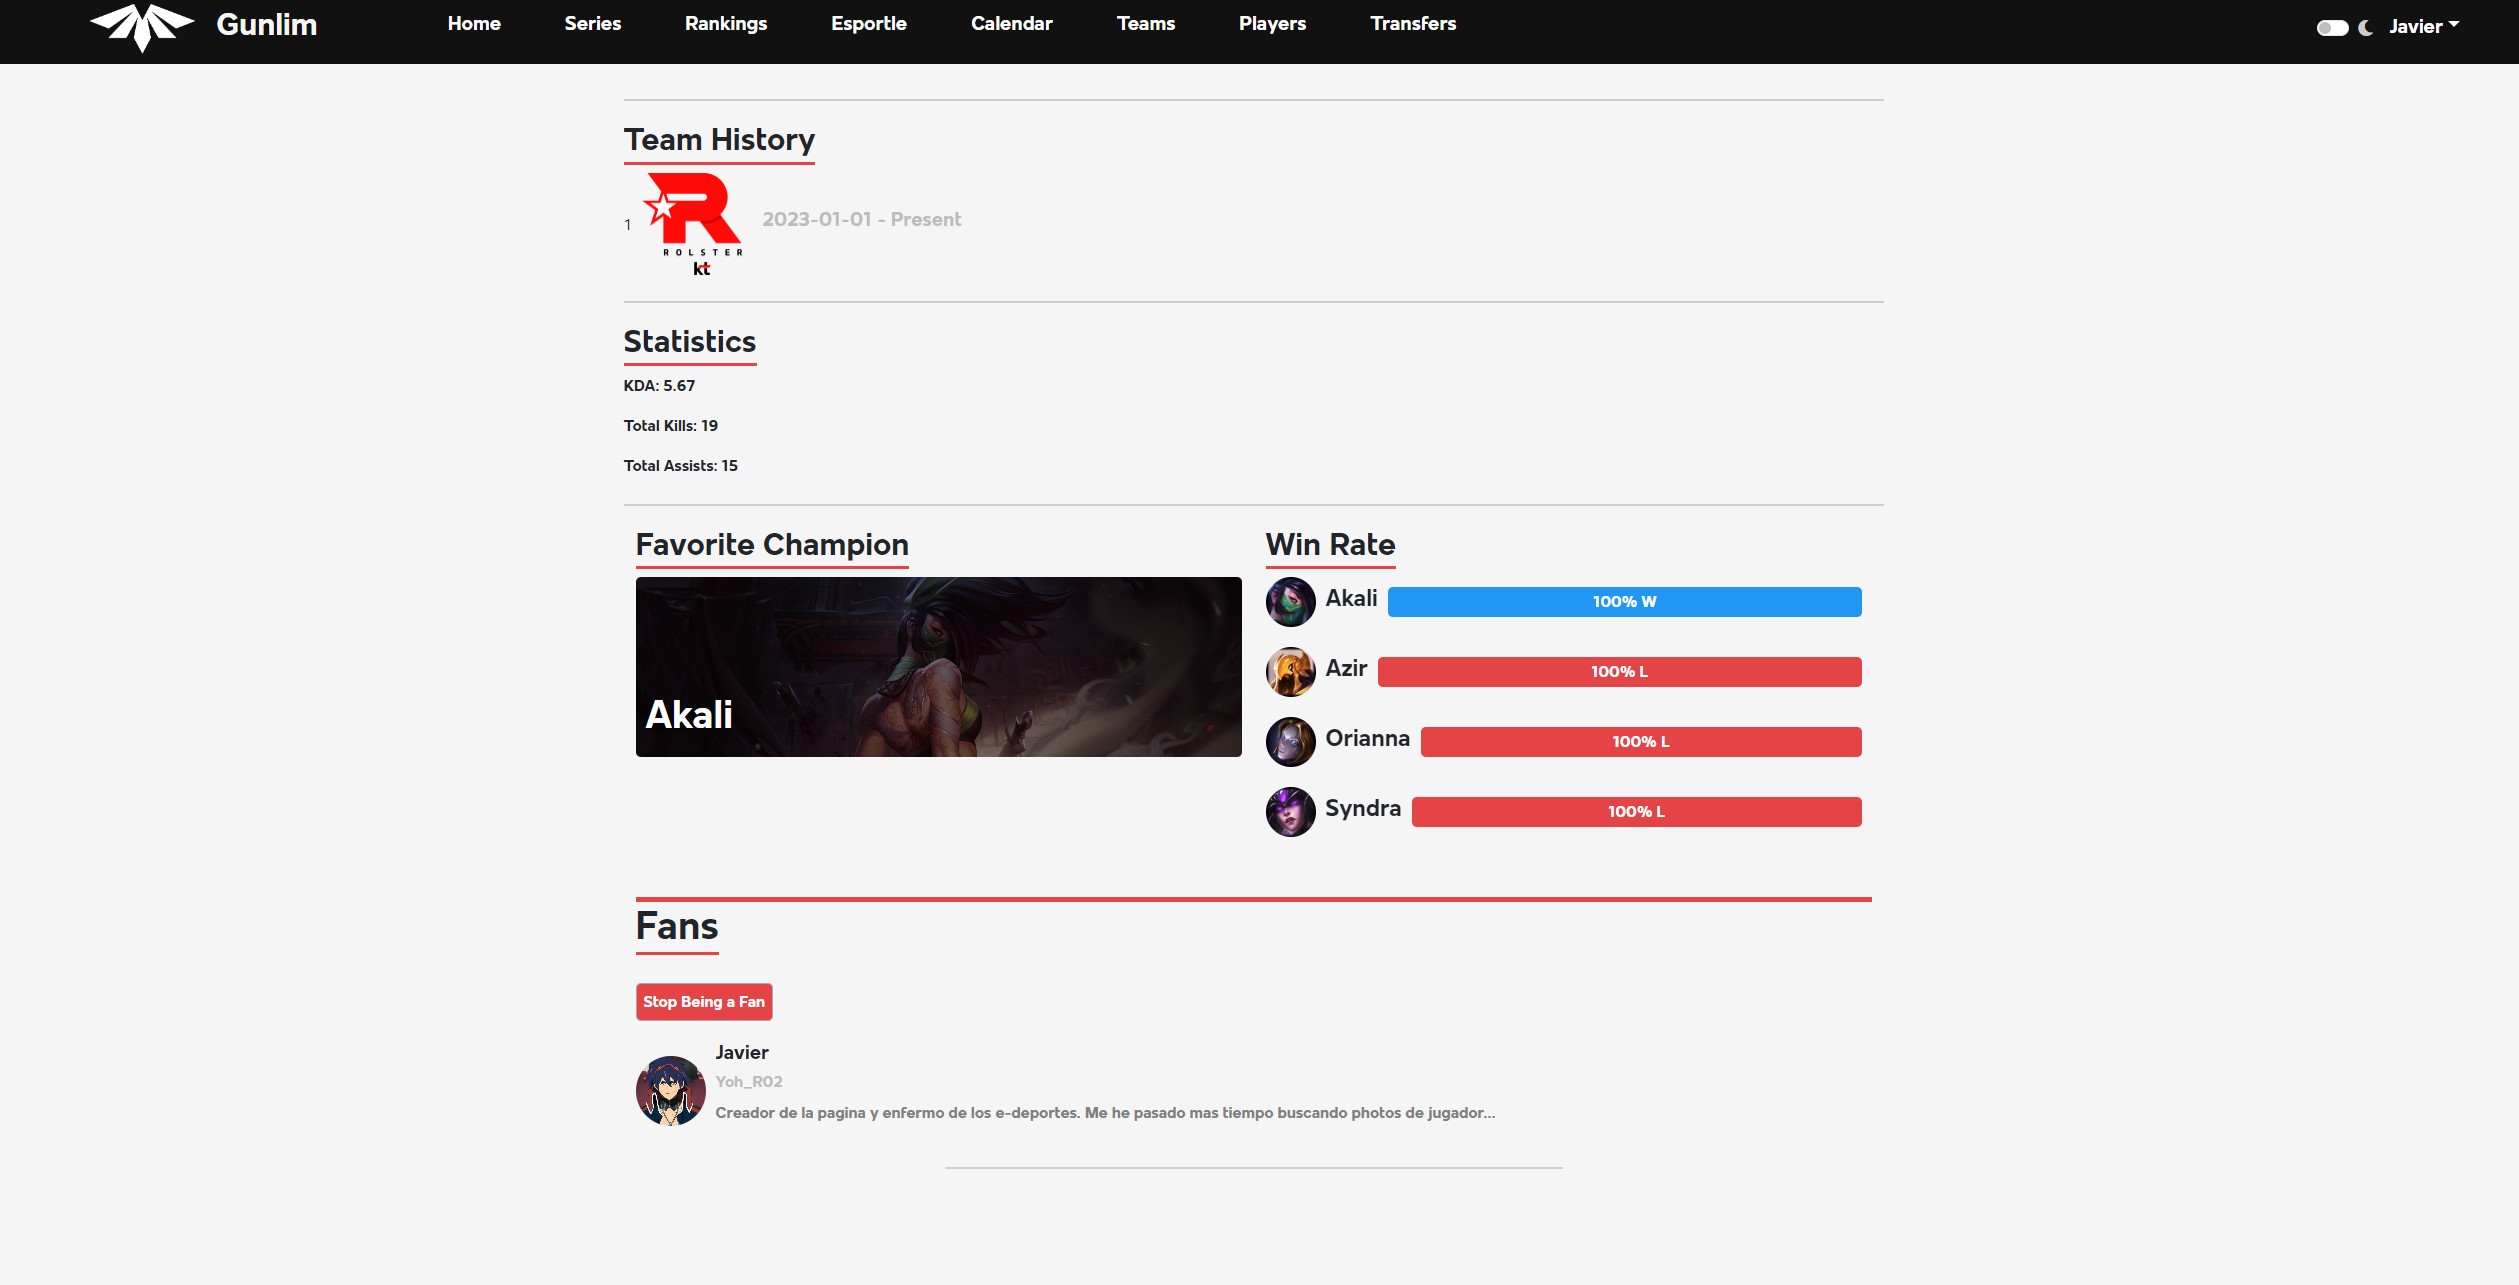 Gunlim
Home
Series
Rankings
Esportle
Calendar
Teams
Players
Transfers
Javier
Team History
1
R
ROLSTER
kt
2023-01-01 - Present
Statistics
KDA: 5.67
Total Kills: 19
Total Assists: 15
Favorite Champion
Akali
Win Rate
Akali
100% W
Azir
100% L
Orianna
100% L
Syndra
100% L
Fans
Stop Being a Fan
Javier
Yoh_R02
Creador de la pagina y enfermo de los e-deportes. Me he pasado mas tiempo buscando photos de jugador...